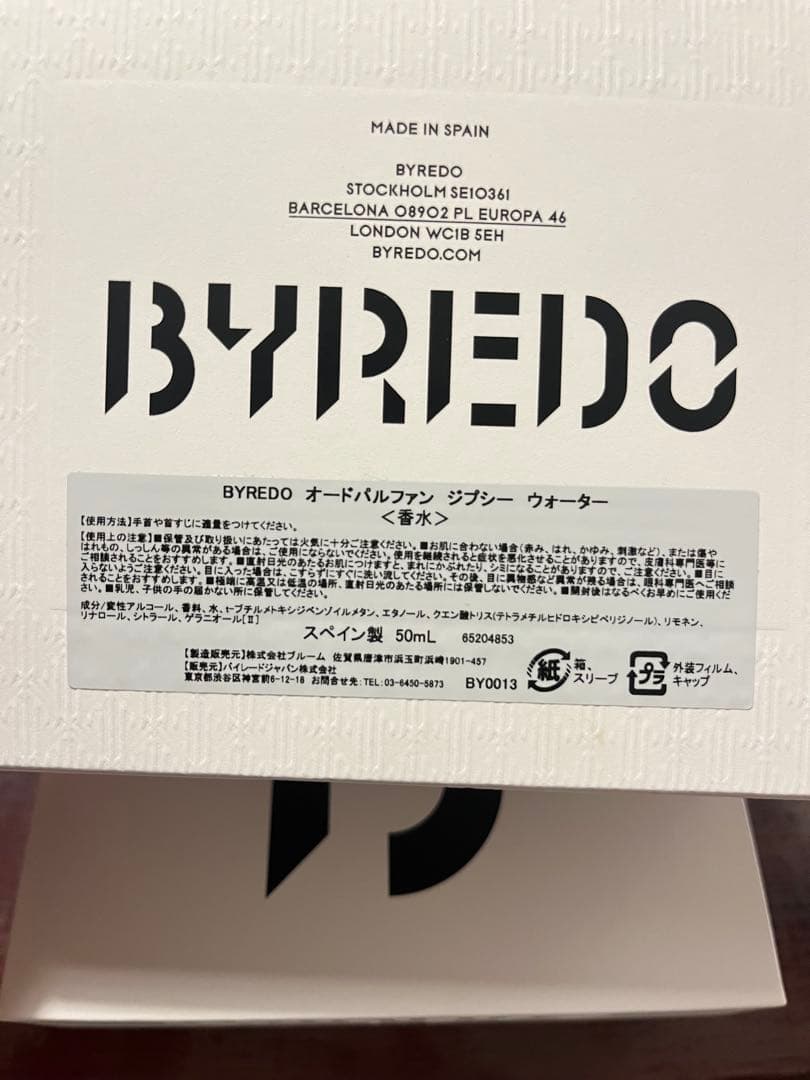 MADE IN SPAIN
BYREDO
STOCKHOLM SE10361
BARCELONA 08902 PL EUROPA 46
LONDON WC1B 5EH
BYREDO.COM
BYREDO
BYREDO オードパルファン ジプシー ウォーター
＜香水＞
【使用方法】手首や首すじに適量をつけてください。
【使用上の注意】■保管及び取り扱いにあたっては火気に十分ご注意ください。■お肌に合わない場合(赤み、はれ、かゆみ、刺激など)、または傷や
はれもの、しっしん等の異常がある場合は、ご使用にならないでください。使用を継続されると症状を悪化させることがありますので、皮膚科専門医等に
ご相談されることをおすすめします。■直射日光のあたるお肌につけますと、まれにかぶれたり、シミになることがありますので、ご注意ください。■目に
入らないようご注意ください。目に入った場合は、こすらずにすぐに洗い流してください。その後、目に異物感など異常が残る場合は、眼科専門医へご相談
されることをおすすめします。■極端に高温又は低温の場所、直射日光のあたる場所には保管しないでください。■開封後はなるべくお早めにご使用くださ
い。■乳児、子供の手の届かない所に保管してください。
成分/変性アルコール、香料、水、t-ブチルメトキシジベンゾイルメタン、エタノール、クエン酸トリス(テトラメチルヒドロキシピペリジノール)、リモネン、
リナロール、シトラール、ゲラニオール[Ⅱ]
スペイン製 50mL 65204853
【製造販売元】株式会社ブルーム 佐賀県唐津市浜玉町浜崎1901-457
【販売元】バイレードジャパン株式会社
東京都渋谷区神宮前6-12-18 お問合せ先:TEL:03-6450-5873 BY0013
紙 箱、
スリーブ
プラ 外装フィルム、
キャップ